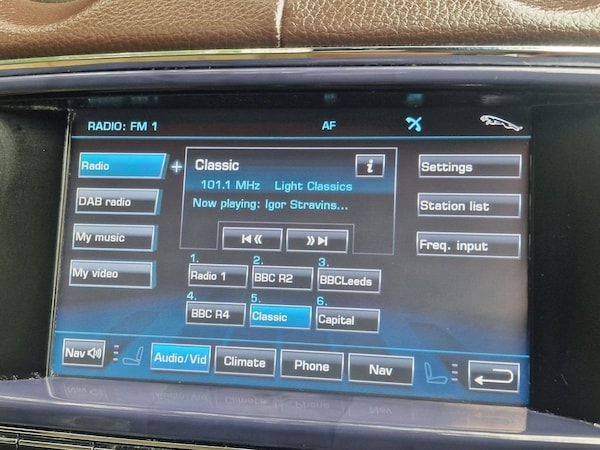 RADIO: FM 1 AF
Radio
DAB radio
My music
My video
Classic i
101.1 MHz Light Classics
Now playing: Igor Stravins...
Settings
Station list
Freq. input
1. 2. 3.
Radio 1 BBC R2 BBCLeeds
4. 5. 6.
BBC R4 Classic Capital
Nav Audio/Vid Climate Phone Nav